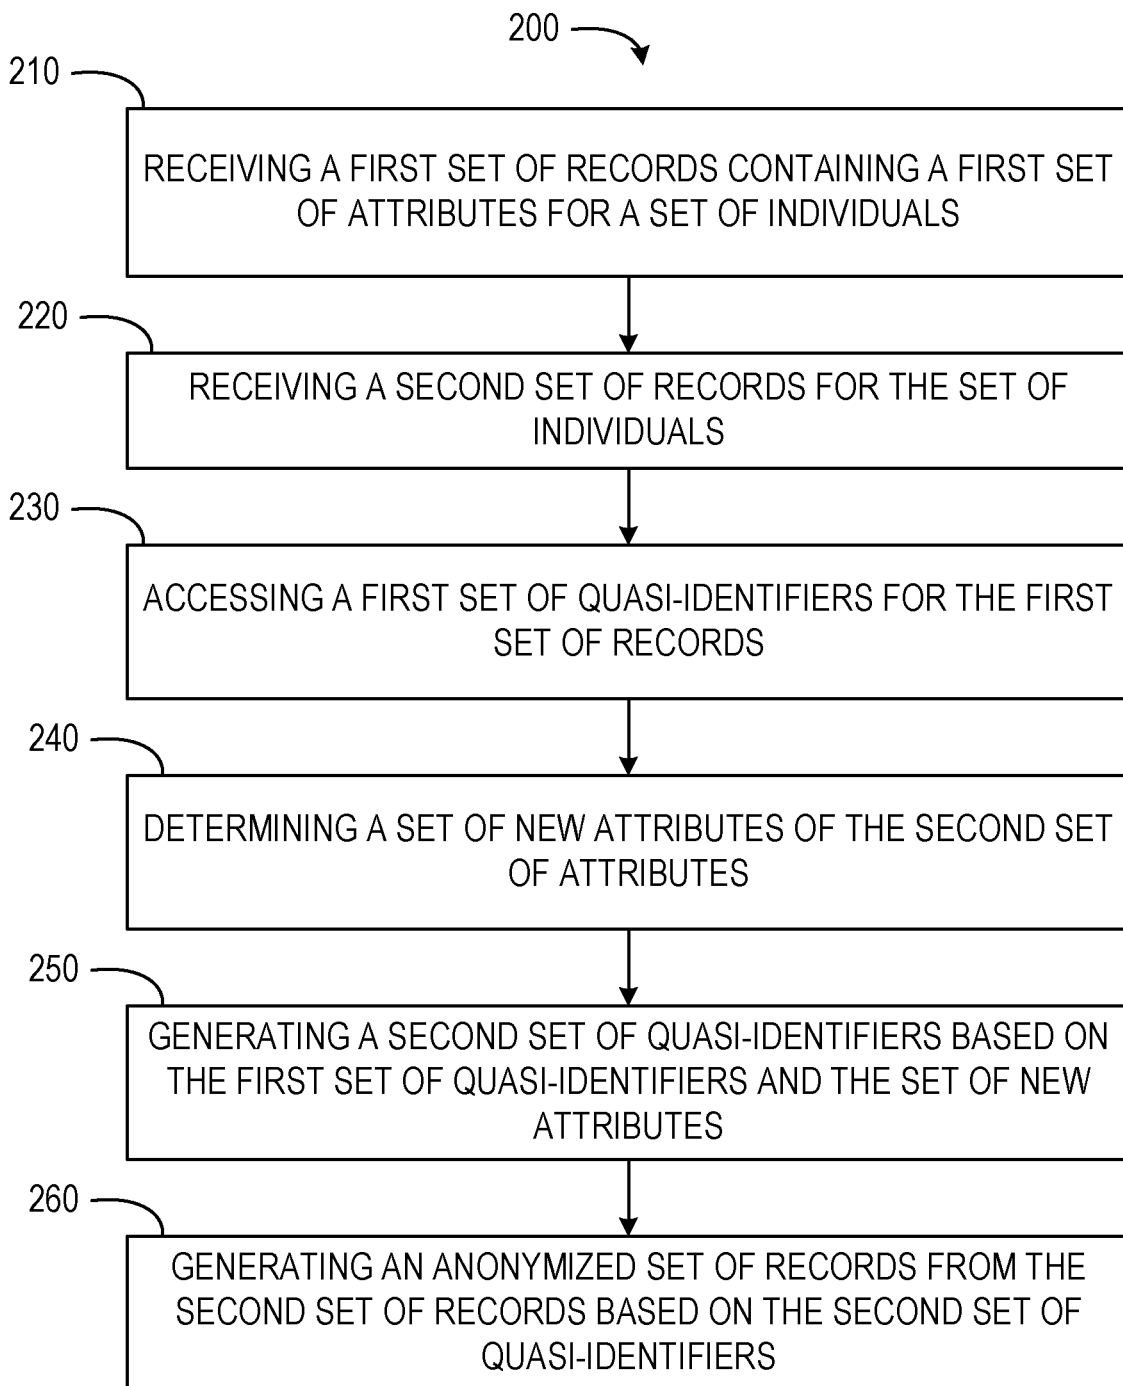 200
210
RECEIVING A FIRST SET OF RECORDS CONTAINING A FIRST SET
OF ATTRIBUTES FOR A SET OF INDIVIDUALS
220
RECEIVING A SECOND SET OF RECORDS FOR THE SET OF
INDIVIDUALS
230
ACCESSING A FIRST SET OF QUASI-IDENTIFIERS FOR THE FIRST
SET OF RECORDS
240
DETERMINING A SET OF NEW ATTRIBUTES OF THE SECOND SET
OF ATTRIBUTES
250
GENERATING A SECOND SET OF QUASI-IDENTIFIERS BASED ON
THE FIRST SET OF QUASI-IDENTIFIERS AND THE SET OF NEW
ATTRIBUTES
260
GENERATING AN ANONYMIZED SET OF RECORDS FROM THE
SECOND SET OF RECORDS BASED ON THE SECOND SET OF
QUASI-IDENTIFIERS